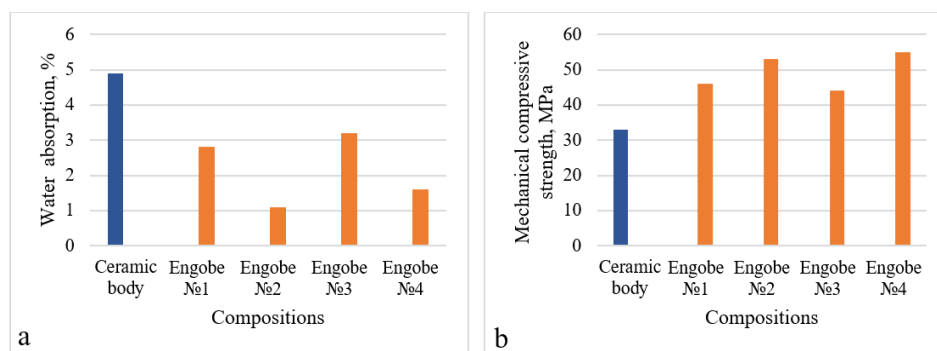 Water absorption, %
6
5
4
3
2
1
0
Ceramic body
Engobe №1
Engobe №2
Engobe №3
Engobe №4
Compositions
a
Mechanical compressive
strength, MPa
60
50
40
30
20
10
0
Ceramic body
Engobe №1
Engobe №2
Engobe №3
Engobe №4
Compositions
b